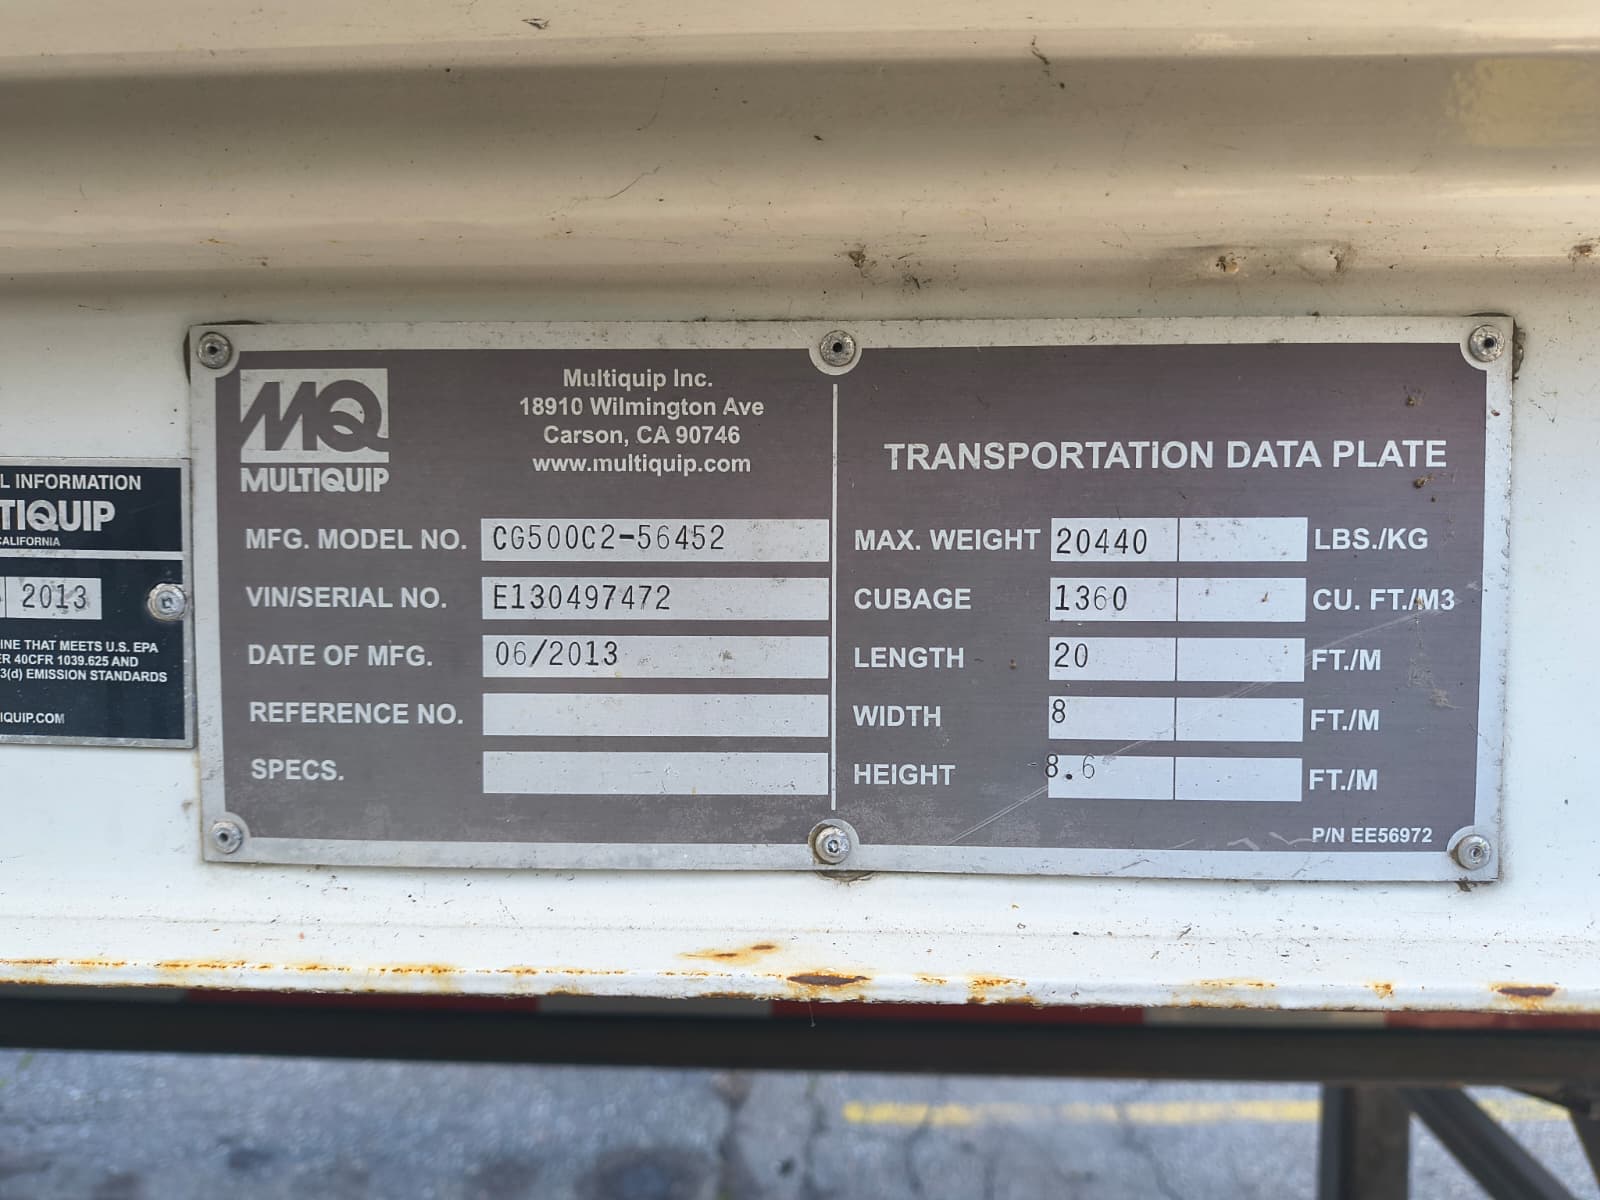 L INFORMATION
TIQUIP
CALIFORNIA
2013
INE THAT MEETS U.S. EPA
ER 40CFR 1039.625 AND
3(d) EMISSION STANDARDS
IQUIP.COM
MQ
MULTIQUIP
Multiquip Inc.
18910 Wilmington Ave
Carson, CA 90746
www.multiquip.com
MFG. MODEL NO. CG500C2-56452
VIN/SERIAL NO. E130497472
DATE OF MFG. 06/2013
REFERENCE NO.
SPECS.
TRANSPORTATION DATA PLATE
MAX. WEIGHT 20440 LBS./KG
CUBAGE 1360 CU. FT./M3
LENGTH 20 FT./M
WIDTH 8 FT./M
HEIGHT 8.6 FT./M
P/N EE56972